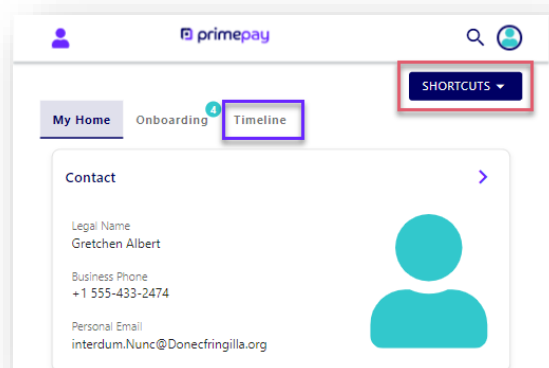 primepay
SHORTCUTS
My Home Onboarding 4 Timeline
Contact
Legal Name
Gretchen Albert
Business Phone
+1 555-433-2474
Personal Email
interdum.Nunc@Donecfringilla.org